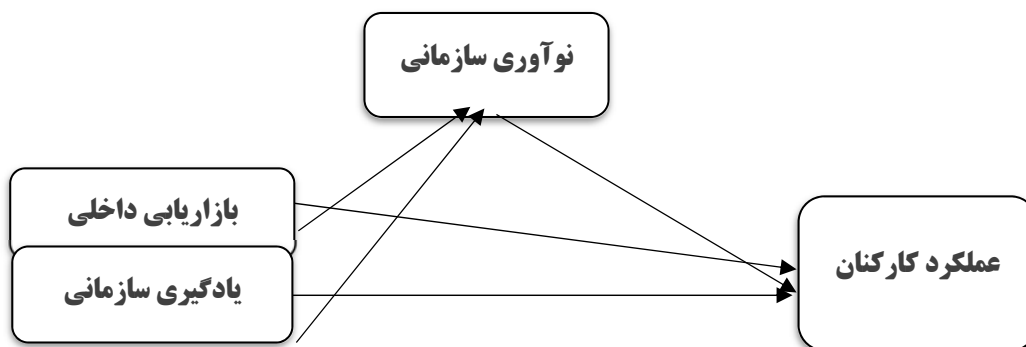 نوآوری سازمانی
بازاریابی داخلی
یادگیری سازمانی
عملکرد کارکنان